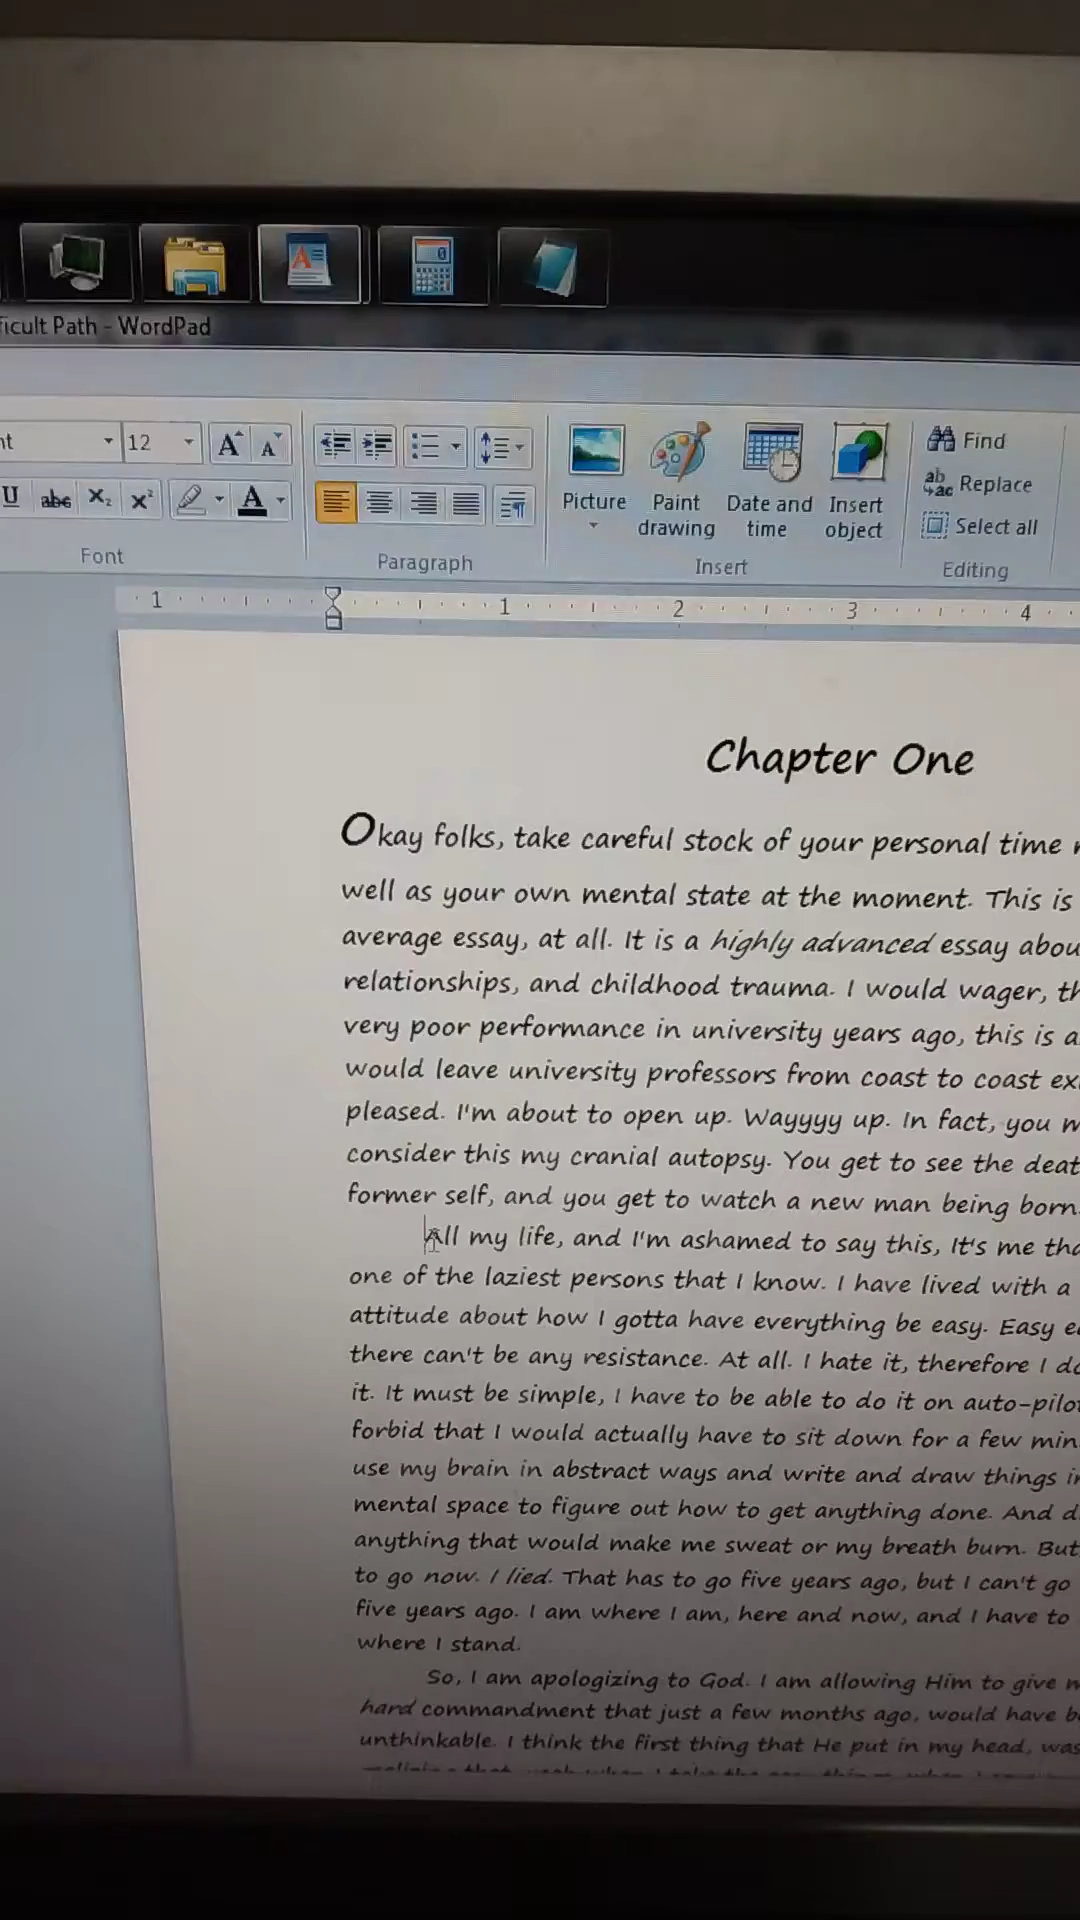 ficult Path - WordPad
nt 12 A A Find
U abc X₂ X² A Picture Paint drawing Date and time Insert object Replace
Select all
Font Paragraph Insert Editing
1 1 2 3 4
Chapter One
Okay folks, take careful stock of your personal time
well as your own mental state at the moment. This is
average essay, at all. It is a highly advanced essay abou
relationships, and childhood trauma. I would wager, th
very poor performance in university years ago, this is a
would leave university professors from coast to coast ex
pleased. I'm about to open up. Wayyyy up. In fact, you m
consider this my cranial autopsy. You get to see the deat
former self, and you get to watch a new man being born
All my life, and I'm ashamed to say this, It's me tha
one of the laziest persons that I know. I have lived with a
attitude about how I gotta have everything be easy. Easy ea
there can't be any resistance. At all. I hate it, therefore I do
it. It must be simple, I have to be able to do it on auto-pilot
forbid that I would actually have to sit down for a few min
use my brain in abstract ways and write and draw things in
mental space to figure out how to get anything done. And d
anything that would make me sweat or my breath burn. But
to go now. I lied. That has to go five years ago, but I can't go
five years ago. I am where I am, here and now, and I have to
where I stand.
So, I am apologizing to God. I am allowing Him to give m
hard commandment that just a few months ago, would have be
unthinkable. I think the first thing that He put in my head, was